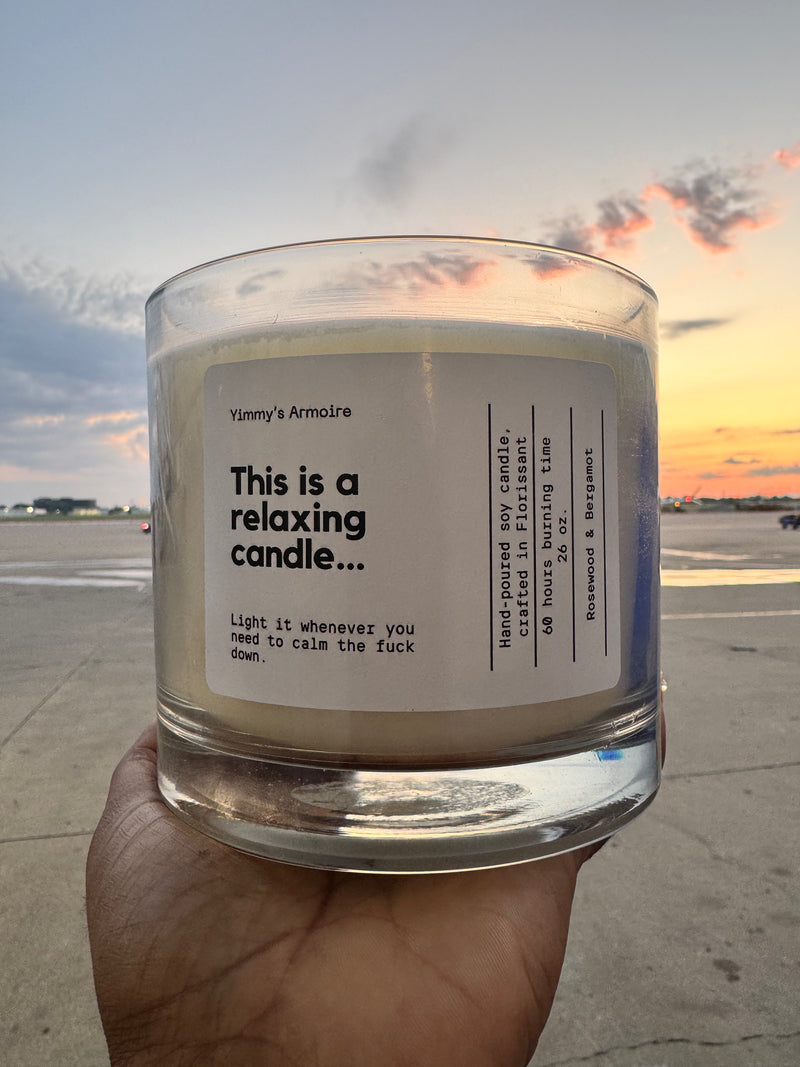 Yimmy's Armoire
This is a
relaxing
candle...
Light it whenever you
need to calm the fuck
down.
Hand-poured soy candle,
crafted in Florissant
60 hours burning time
26 oz.
Rosewood & Bergamot